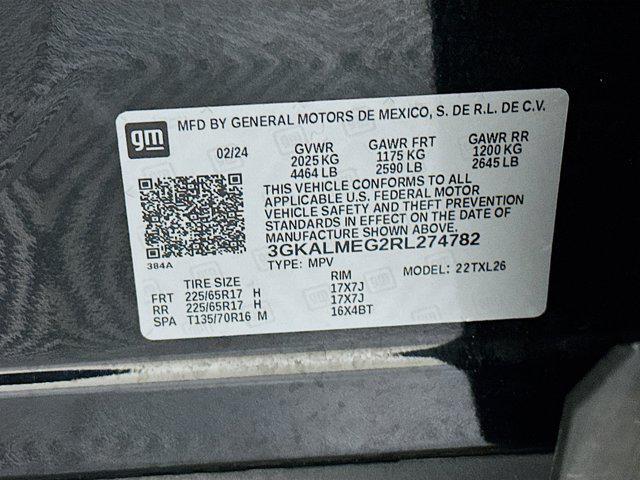 gm
MFD BY GENERAL MOTORS DE MEXICO, S. DE R.L. DE C.V.
02/24 GVWR GAWR FRT GAWR RR
2025 KG 1175 KG 1200 KG
4464 LB 2590 LB 2645 LB
THIS VEHICLE CONFORMS TO ALL
APPLICABLE U.S. FEDERAL MOTOR
VEHICLE SAFETY AND THEFT PREVENTION
STANDARDS IN EFFECT ON THE DATE OF
MANUFACTURE SHOWN ABOVE.
3GKALMEG2RL274782
384A
TYPE: MPV MODEL: 22TXL26
TIRE SIZE RIM
FRT 225/65R17 H 17X7J
RR 225/65R17 H 17X7J
SPA T135/70R16 M 16X4BT